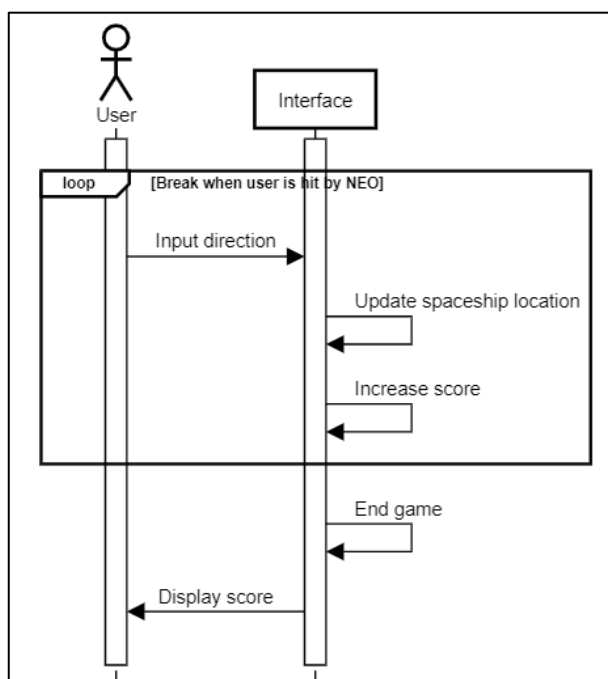 User
Interface
loop
[Break when user is hit by NEO]
Input direction
Update spaceship location
Increase score
End game
Display score